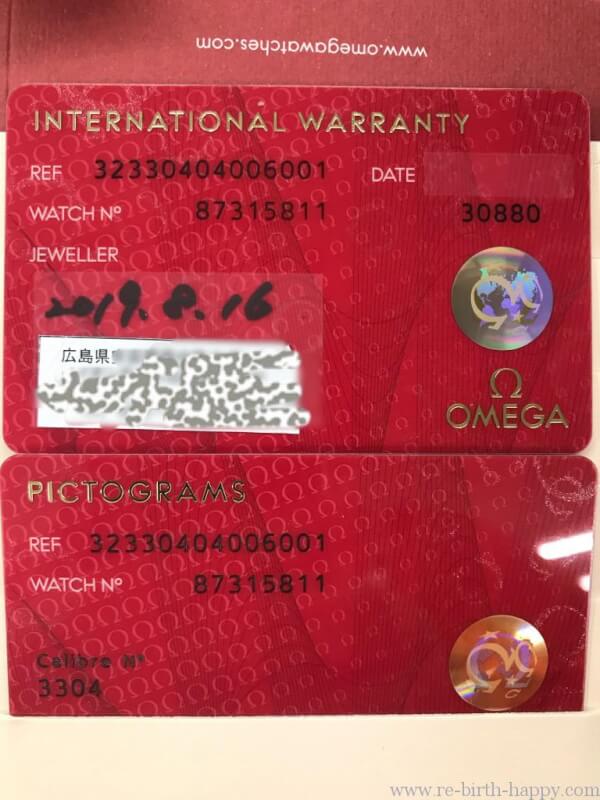 www.omegawatches.com
INTERNATIONAL WARRANTY
REF 32330404006001 DATE
WATCH Nº 87315811 30880
JEWELLER
2019.8.16
広島県
Ω
OMEGA
PICTOGRAMS
REF 32330404006001
WATCH Nº 87315811
Calibre Nº
3304
www.re-birth-happy.com